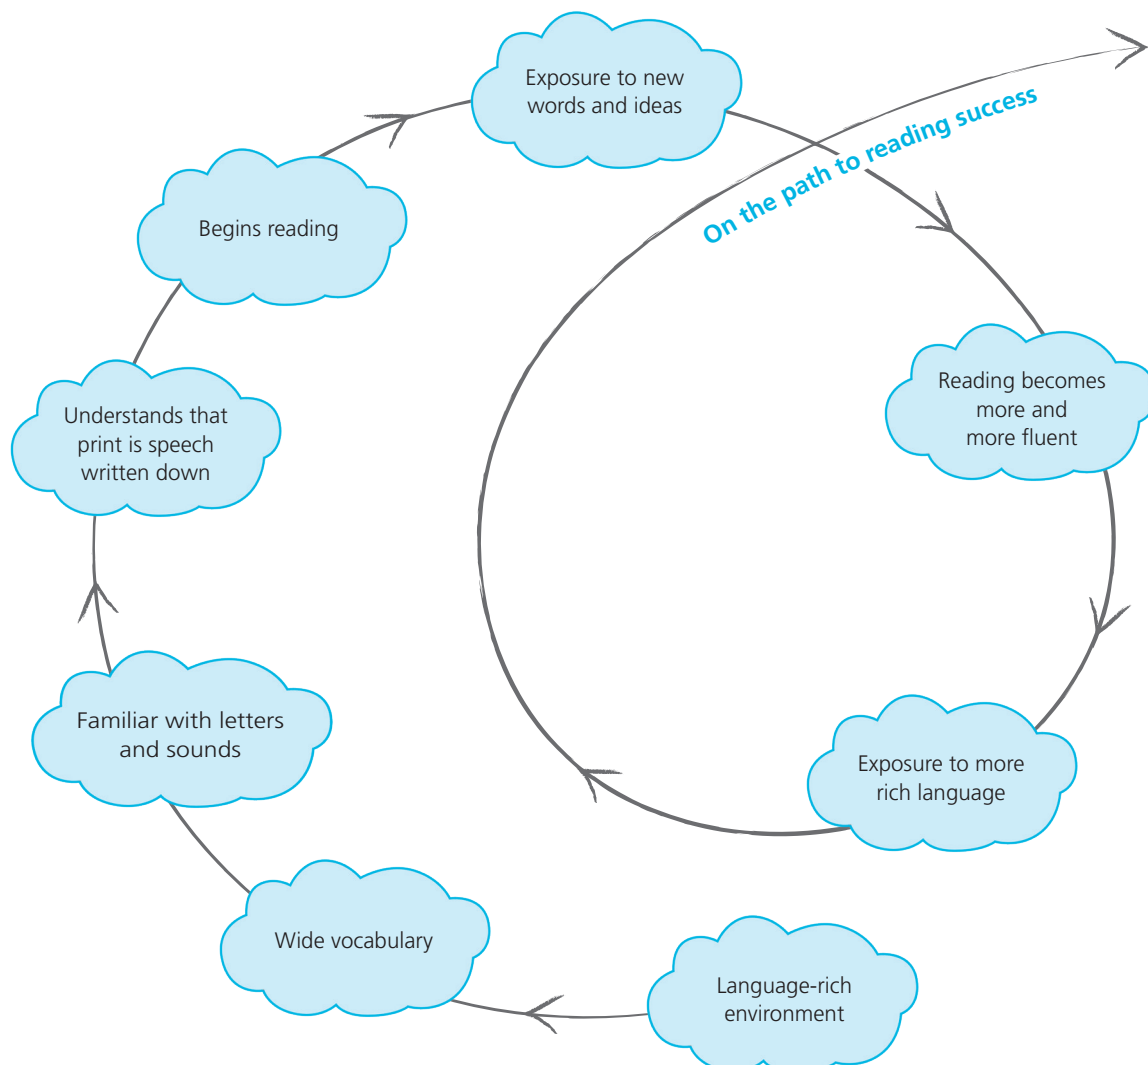 Exposure to new
words and ideas
On the path to reading success
Begins reading
Reading becomes
more and
more fluent
Understands that
print is speech
written down
Familiar with letters
and sounds
Exposure to more
rich language
Wide vocabulary
Language-rich
environment